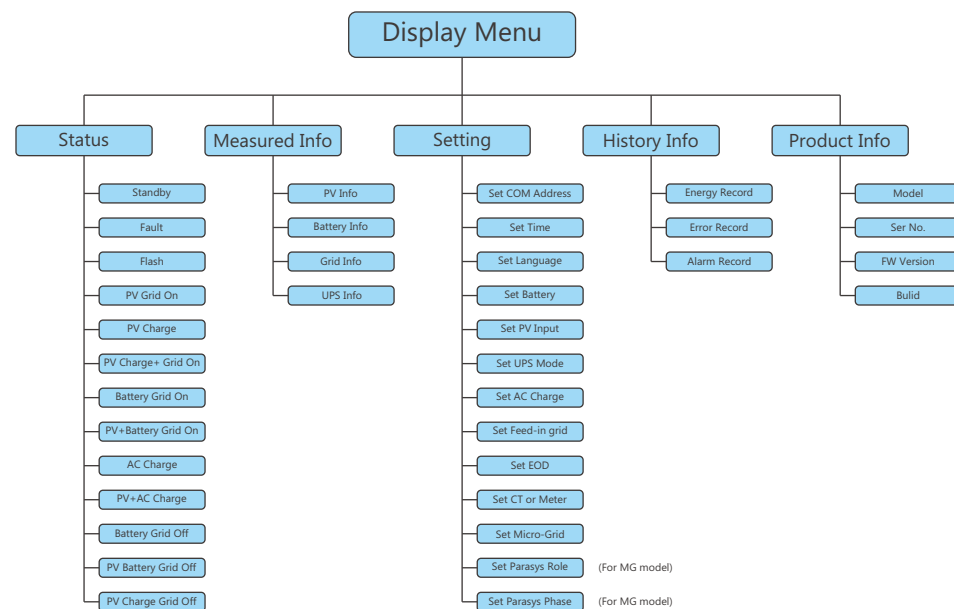 Display Menu
Status
Measured Info
Setting
History Info
Product Info
Standby
Fault
Flash
PV Grid On
PV Charge
PV Charge+ Grid On
Battery Grid On
PV+Battery Grid On
AC Charge
PV+AC Charge
Battery Grid Off
PV Battery Grid Off
PV Charge Grid Off
PV Info
Battery Info
Grid Info
UPS Info
Set COM Address
Set Time
Set Language
Set Battery
Set PV Input
Set UPS Mode
Set AC Charge
Set Feed-in grid
Set EOD
Set CT or Meter
Set Micro-Grid
Set Parasys Role (For MG model)
Set Parasys Phase (For MG model)
Energy Record
Error Record
Alarm Record
Model
Ser No.
FW Version
Bulid